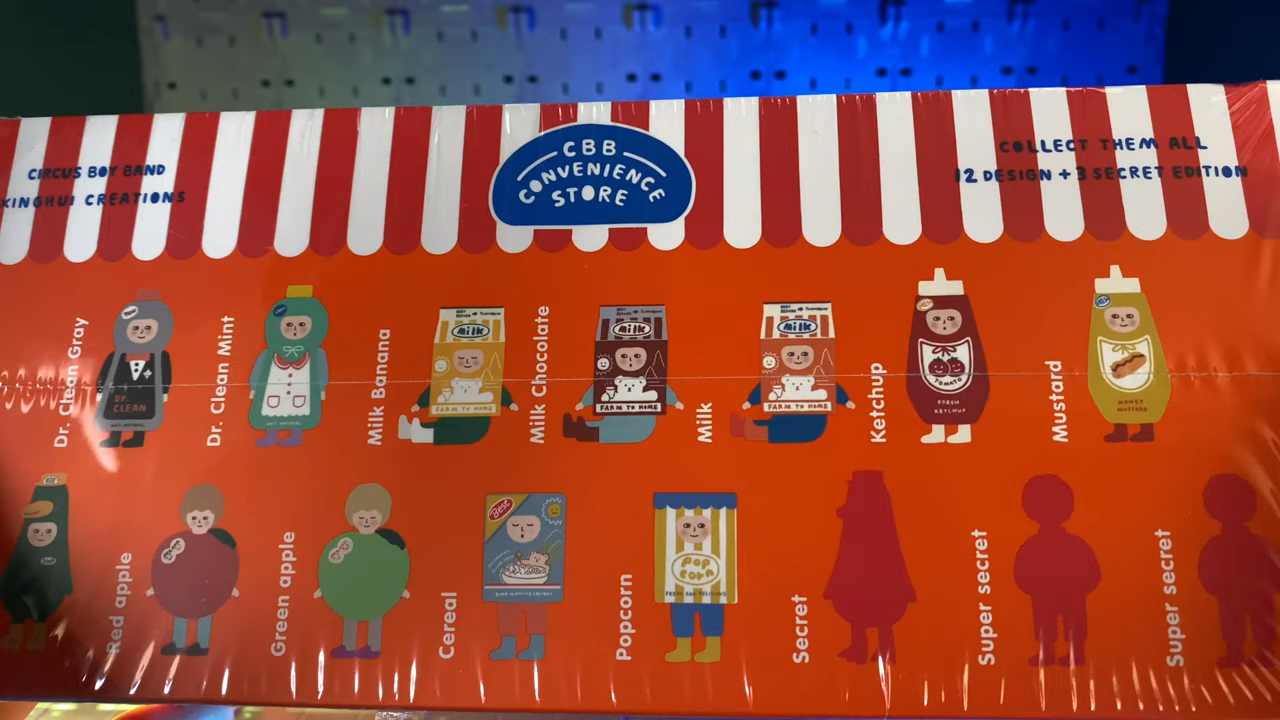 CIRCUS BOY BAND
XINGHUI CREATIONS
CBB
CONVENIENCE
STORE
COLLECT THEM ALL
12 DESIGN + 3 SECRET EDITION
Dr. Clean Gray
DR.
CLEAN
Dr. Clean Mint
Milk Banana
Milk
FARM TO HOME
Milk Chocolate
Milk
FARM TO HOME
Milk
Milk
FARM TO HOME
Ketchup
TOMATO
FRESH
KETCHUP
Mustard
HONEY
MUSTARD
Red apple
Green apple
Cereal
Best
Popcorn
POP
CORN
FRESH AND DELICIOUS
Secret
Super secret
Super secret